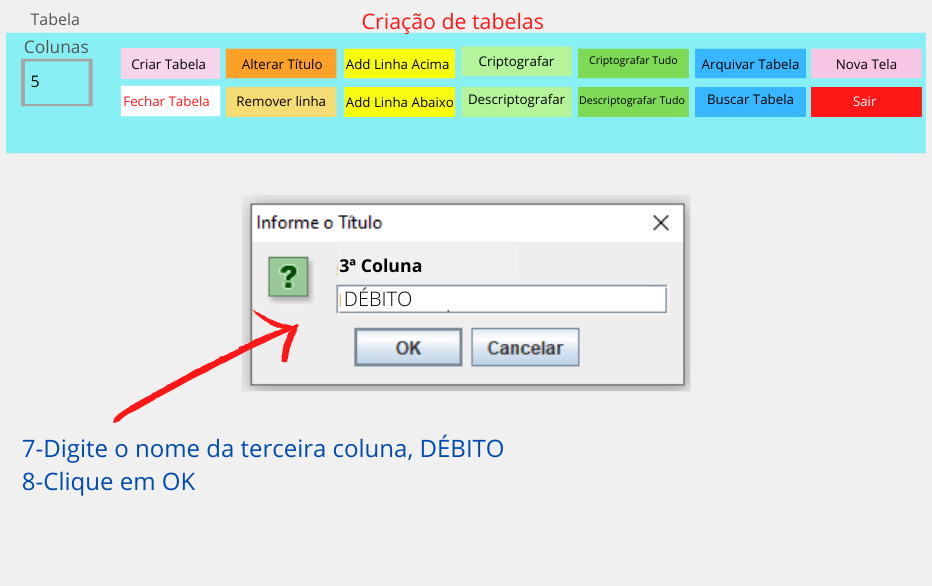 Tabela
Criação de tabelas
Colunas
5
Criar Tabela
Alterar Título
Add Linha Acima
Criptografar
Criptografar Tudo
Arquivar Tabela
Nova Tela
Fechar Tabela
Remover linha
Add Linha Abaixo
Descriptografar
Descriptografar Tudo
Buscar Tabela
Sair
Informe o Título
3ª Coluna
DÉBITO
OK
Cancelar
7-Digite o nome da terceira coluna, DÉBITO
8-Clique em OK